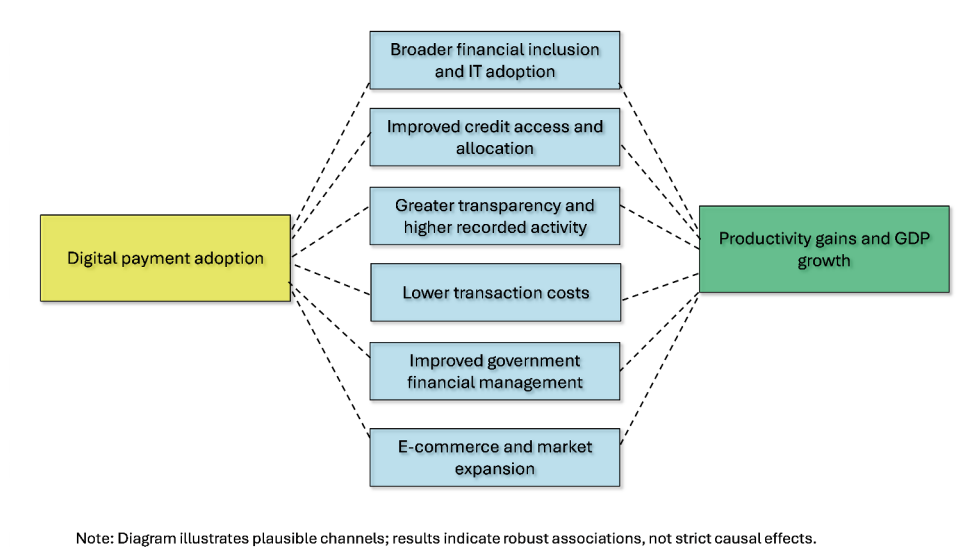 Broader financial inclusion
and IT adoption
Improved credit access and
allocation
Greater transparency and
higher recorded activity
Digital payment adoption
Productivity gains and GDP
growth
Lower transaction costs
Improved government
financial management
E-commerce and market
expansion
Note: Diagram illustrates plausible channels; results indicate robust associations, not strict causal effects.